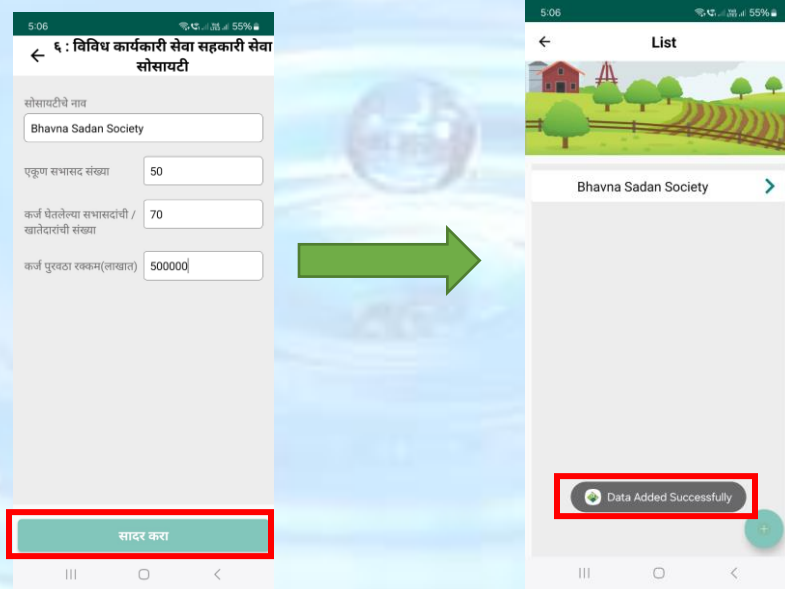 5:06
55%
६ : विविध कार्यकारी सेवा सहकारी सेवा
सोसायटी
सोसायटीचे नाव
Bhavna Sadan Society
एकूण सभासद संख्या
50
कर्ज घेतलेल्या सभासदांची /
खातेदारांची संख्या
70
कर्ज पुरवठा रक्कम(लाखात)
500000
सादर करा
5:06
55%
List
Bhavna Sadan Society
Data Added Successfully